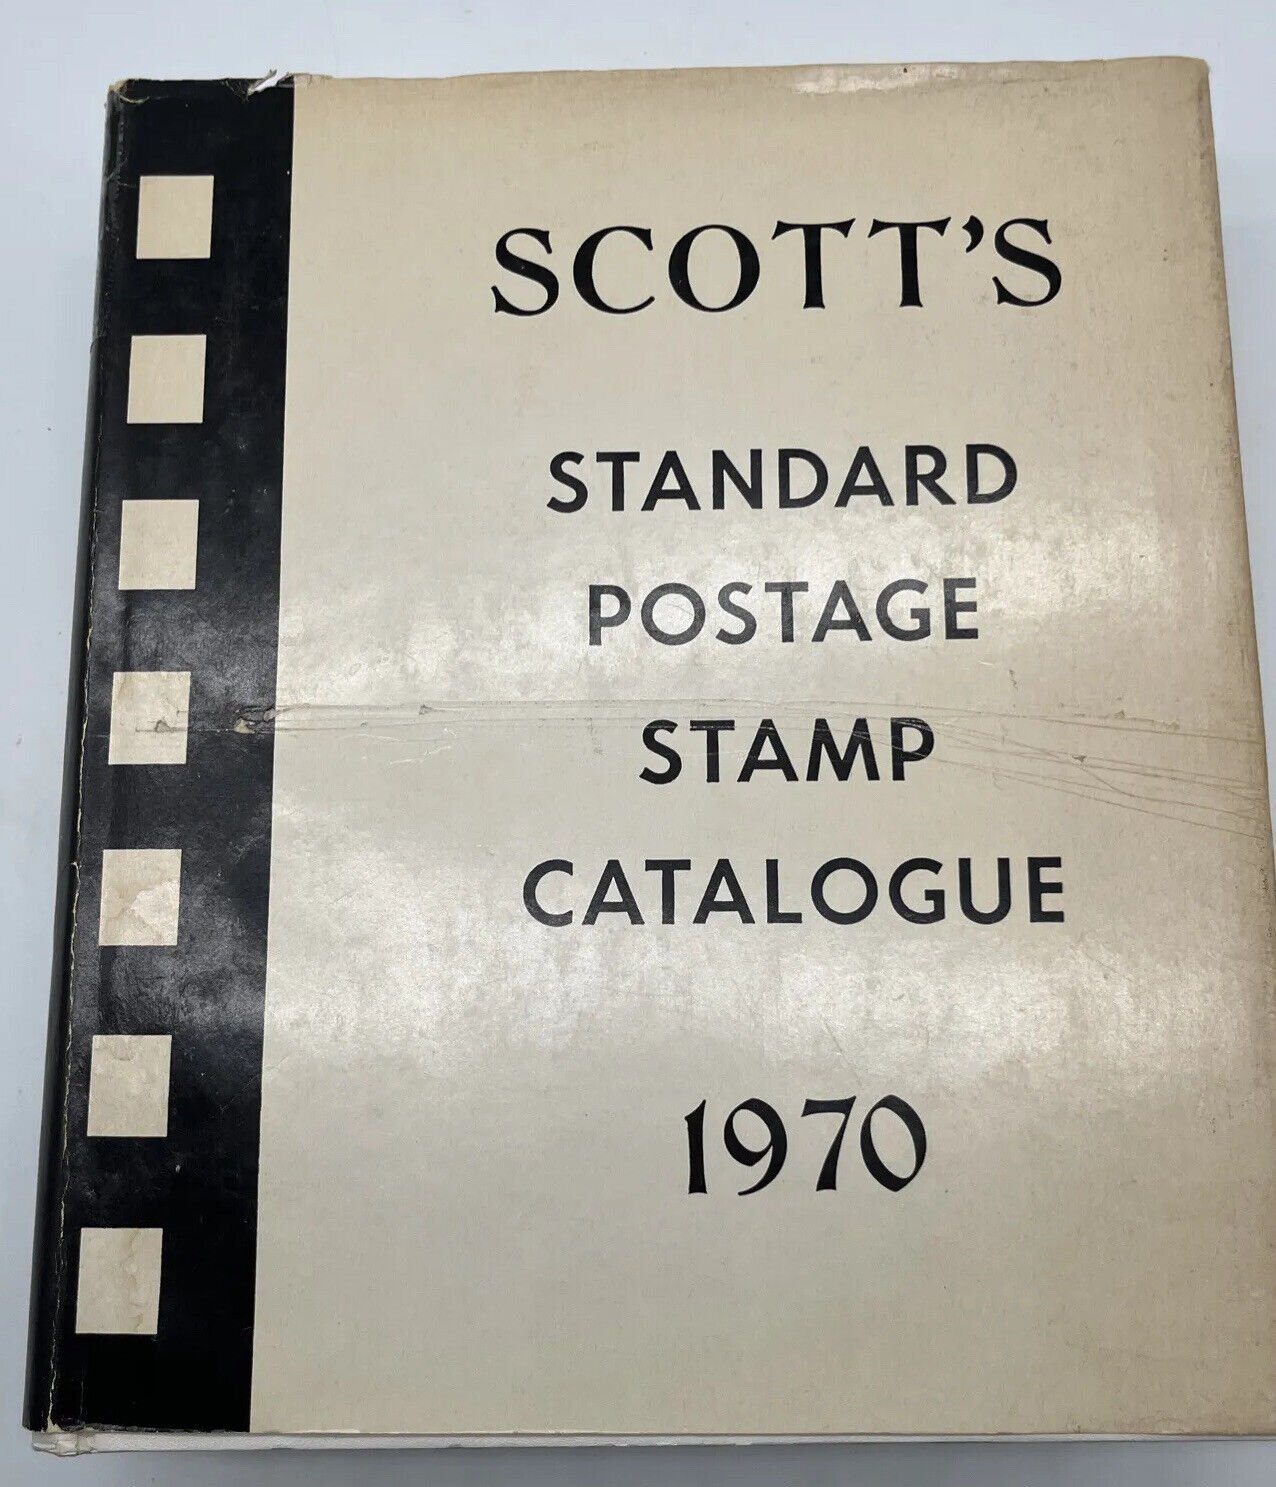 SCOTT'S
STANDARD
POSTAGE
STAMP
CATALOGUE
1970